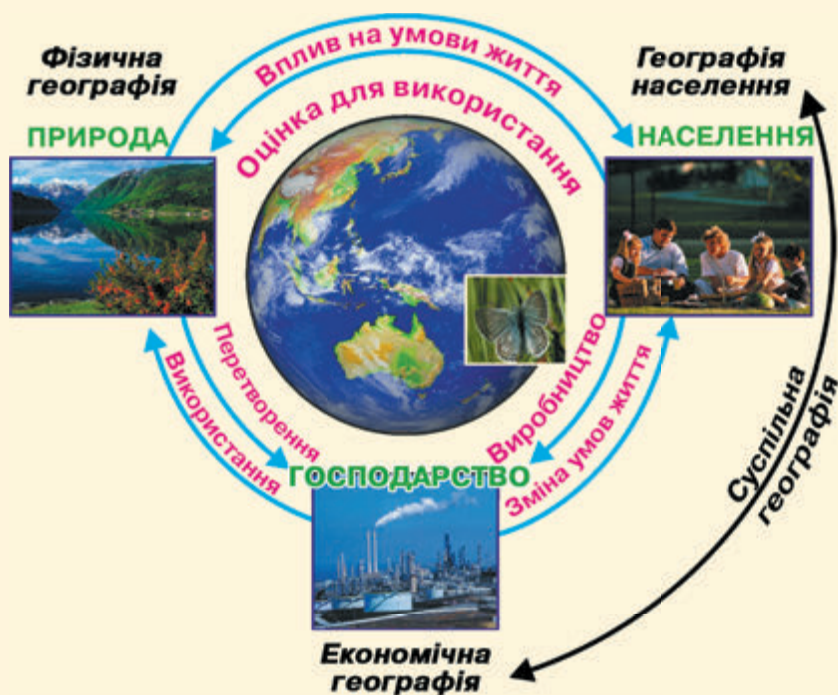 Фізична
географія
ПРИРОДА
Вплив на умови життя
Оцінка для використання
Географія
населення
НАСЕЛЕННЯ
Перетворення
Використання
Виробництво
Зміна умов життя
ГОСПОДАРСТВО
Економічна
географія
Суспільна
географія